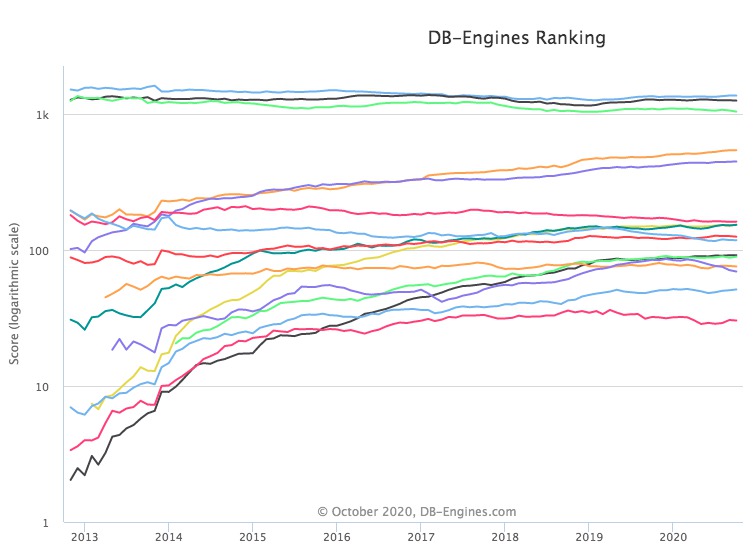 DB-Engines Ranking
1k
100
10
1
Score (logarithmic scale)
© October 2020, DB-Engines.com
2013 2014 2015 2016 2017 2018 2019 2020